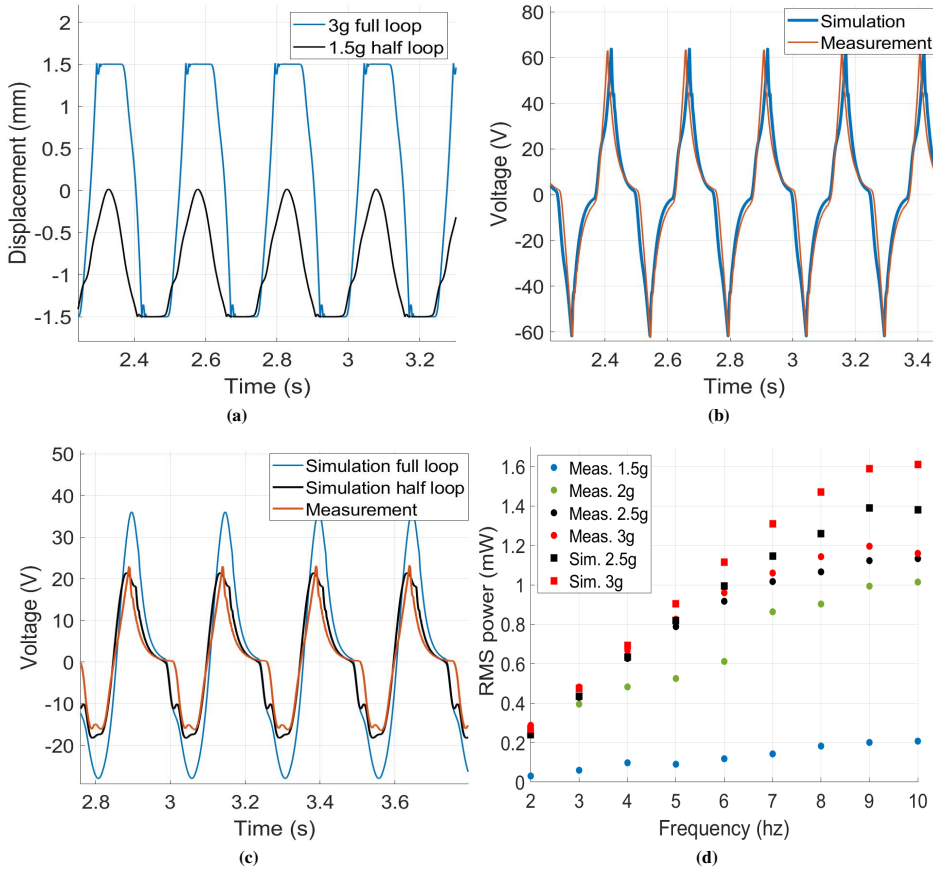 2
3g full loop
1.5g half loop
1.5
1
0.5
0
-0.5
-1
-1.5
Displacement (mm)
2.4 2.6 2.8 3 3.2
Time (s)
(a)
80
Simulation
Measurement
60
40
20
0
-20
-40
-60
Voltage (V)
2.4 2.6 2.8 3 3.2 3.4
Time (s)
(b)
50
Simulation full loop
Simulation half loop
Measurement
40
30
20
10
0
-10
-20
Voltage (V)
2.8 3 3.2 3.4 3.6
Time (s)
(c)
1.6
Meas. 1.5g
Meas. 2g
Meas. 2.5g
Meas. 3g
Sim. 2.5g
Sim. 3g
1.4
1.2
1
0.8
0.6
0.4
0.2
0
RMS power (mW)
2 3 4 5 6 7 8 9 10
Frequency (hz)
(d)